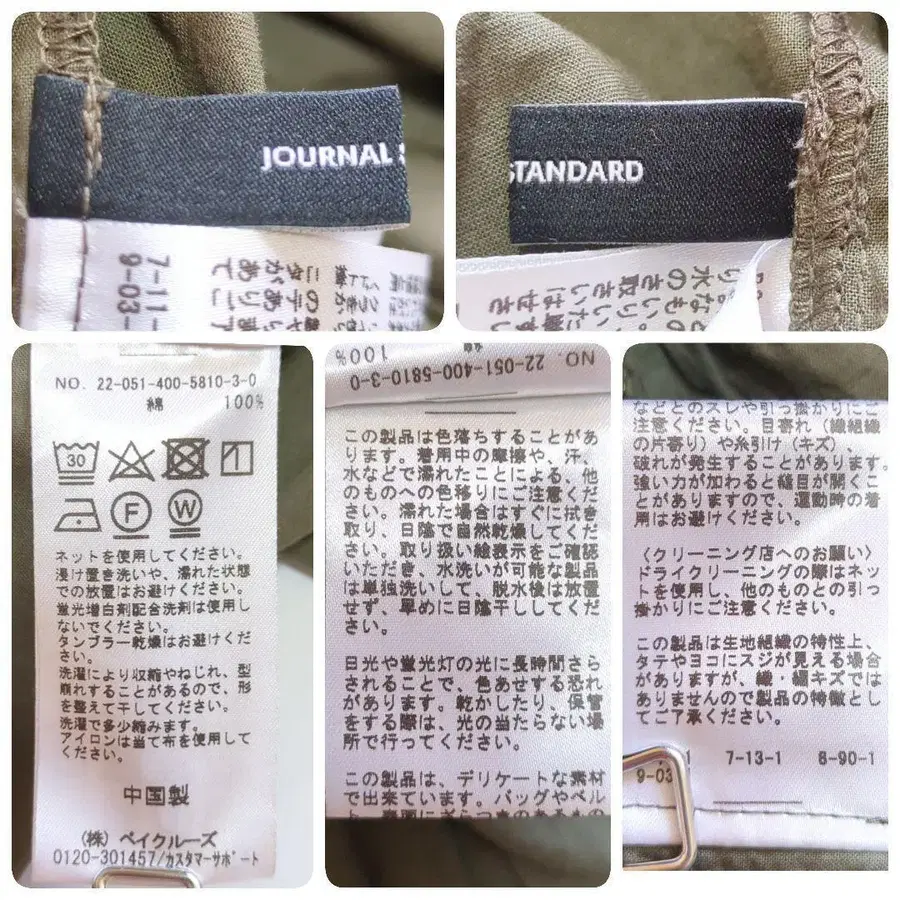 JOURNAL S
STANDARD
7-11-
9-03-
NO. 22-051-400-5810-3-0
綿 100%
30
F
W
ネットを使用してください。
浸け置き洗いや、濡れた状態
での放置はお避けください。
蛍光増白剤配合洗剤は使用し
ないでください。
タンブラー乾燥はお避けくだ
さい。
洗濯により収縮やねじれ、型
崩れすることがあるので、形
を整えて干してください。
洗濯で多少縮みます。
アイロンは当て布を使用して
ください。
中国製
(株) ベイクルーズ
0120-301457/カスタマーサポート
100%
NO. 22-051-400-5810-3-0
この製品は色落ちすることがあ
ります。着用中の摩擦や、汗、
水などで濡れたことによる、他
のものへの色移りにご注意くだ
さい。濡れた場合はすぐに拭き
取り、日陰で自然乾燥してくだ
さい。取り扱い絵表示をご確認
いただき、水洗いが可能な製品
は単独洗いして、脱水後は放置
せず、早めに日陰干ししてくだ
さい。
日光や蛍光灯の光に長時間さら
されることで、色あせする恐れ
があります。乾かしたり、保管
をする際は、光の当たらない場
所で行ってください。
この製品は、デリケートな素材
で出来ています。バッグやベル
ト、裏面にざらつきのあるもの
などとのスレや引っ掛かりにご
注意ください。目寄れ(織組織
の片寄り)や糸引け(キズ)、
破れが発生することがあります。
強い力が加わると縫目が開くこ
とがありますので、運動時の着
用はお避けください。
〈クリーニング店へのお願い〉
ドライクリーニングの際はネッ
トを使用し、他のものとの引っ
掛かりにご注意ください。
この製品は生地組織の特性上、
タテやヨコにスジが見える場合
がありますが、織・編キズでは
ありませんので製品の特徴とし
てご了承ください。
7-13-1 8-90-1
9-03